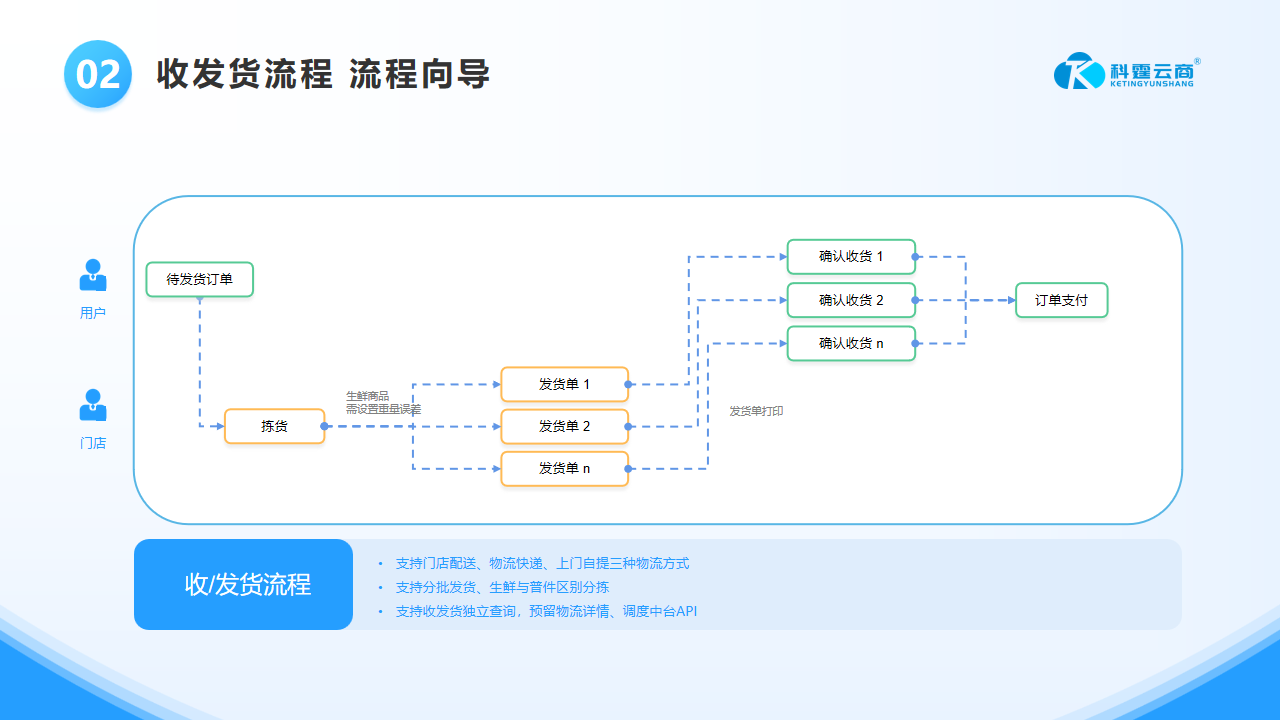 02
收发货流程 流程向导
科霆云商®
KETINGYUNSHANG
用户
门店
待发货订单
拣货
生鲜商品
需设置重量误差
发货单 1
发货单 2
发货单 n
发货单打印
确认收货 1
确认收货 2
确认收货 n
订单支付
收/发货流程
• 支持门店配送、物流快递、上门自提三种物流方式
• 支持分批发货、生鲜与普件区别分拣
• 支持收发货独立查询，预留物流详情、调度中台API